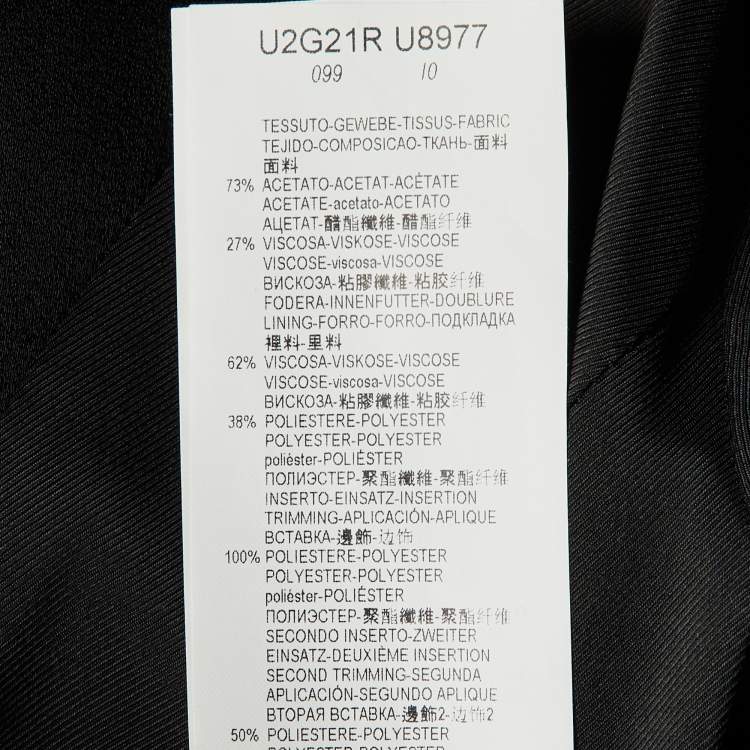 U2G21R U8977
099 I0
TESSUTO-GEWEBE-TISSUS-FABRIC
TEJIDO-COMPOSICAO-ТКАНЬ-面料
面料
73% ACETATO-ACETAT-ACÉTATE
ACETATE-acetato-ACETATO
АЦЕТАТ-醋酯纖維-醋酯纤维
27% VISCOSA-VISKOSE-VISCOSE
VISCOSE-viscosa-VISCOSE
ВИСКОЗА-粘膠纖維-粘胶纤维
FODERA-INNENFUTTER-DOUBLURE
LINING-FORRO-FORRO-ПОДКЛАДКА
裡料-里料
62% VISCOSA-VISKOSE-VISCOSE
VISCOSE-viscosa-VISCOSE
ВИСКОЗА-粘膠纖維-粘胶纤维
38% POLIESTERE-POLYESTER
POLYESTER-POLYESTER
poliéster-POLIÉSTER
ПОЛИЭСТЕР-聚酯纖維-聚酯纤维
INSERTO-EINSATZ-INSERTION
TRIMMING-APLICACIÓN-APLIQUE
ВСТАВКА-邊飾-边饰
100% POLIESTERE-POLYESTER
POLYESTER-POLYESTER
poliéster-POLIÉSTER
ПОЛИЭСТЕР-聚酯纖維-聚酯纤维
SECONDO INSERTO-ZWEITER
EINSATZ-DEUXIÈME INSERTION
SECOND TRIMMING-SEGUNDA
APLICACIÓN-SEGUNDO APLIQUE
ВТОРАЯ ВСТАВКА-邊飾2-边饰2
50% POLIESTERE-POLYESTER
POLYESTER-POLYESTER